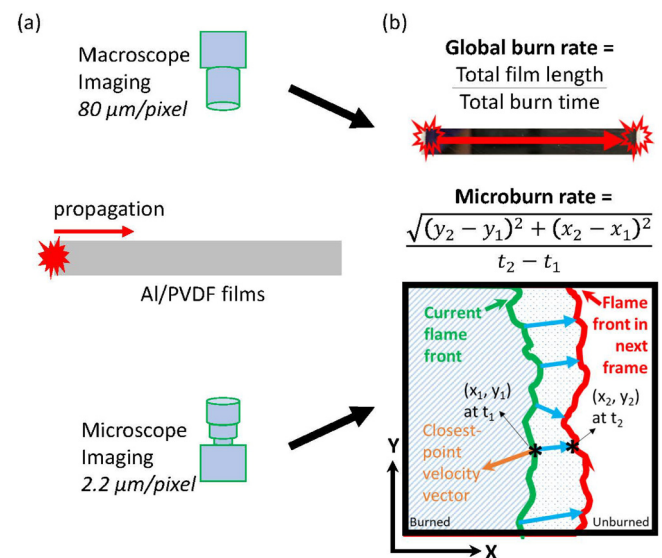 (a)
Macroscope
Imaging
80 µm/pixel
propagation
Al/PVDF films
Microscope
Imaging
2.2 µm/pixel
(b)
Global burn rate =
Total film length
Total burn time
Microburn rate =
√(y₂ − y₁)² + (x₂ − x₁)²
t₂ − t₁
Current
flame
front
Flame
front in
next
frame
(x₁, y₁)
at t₁
(x₂, y₂)
at t₂
Closest-
point
velocity
vector
Y
Burned
Unburned
X